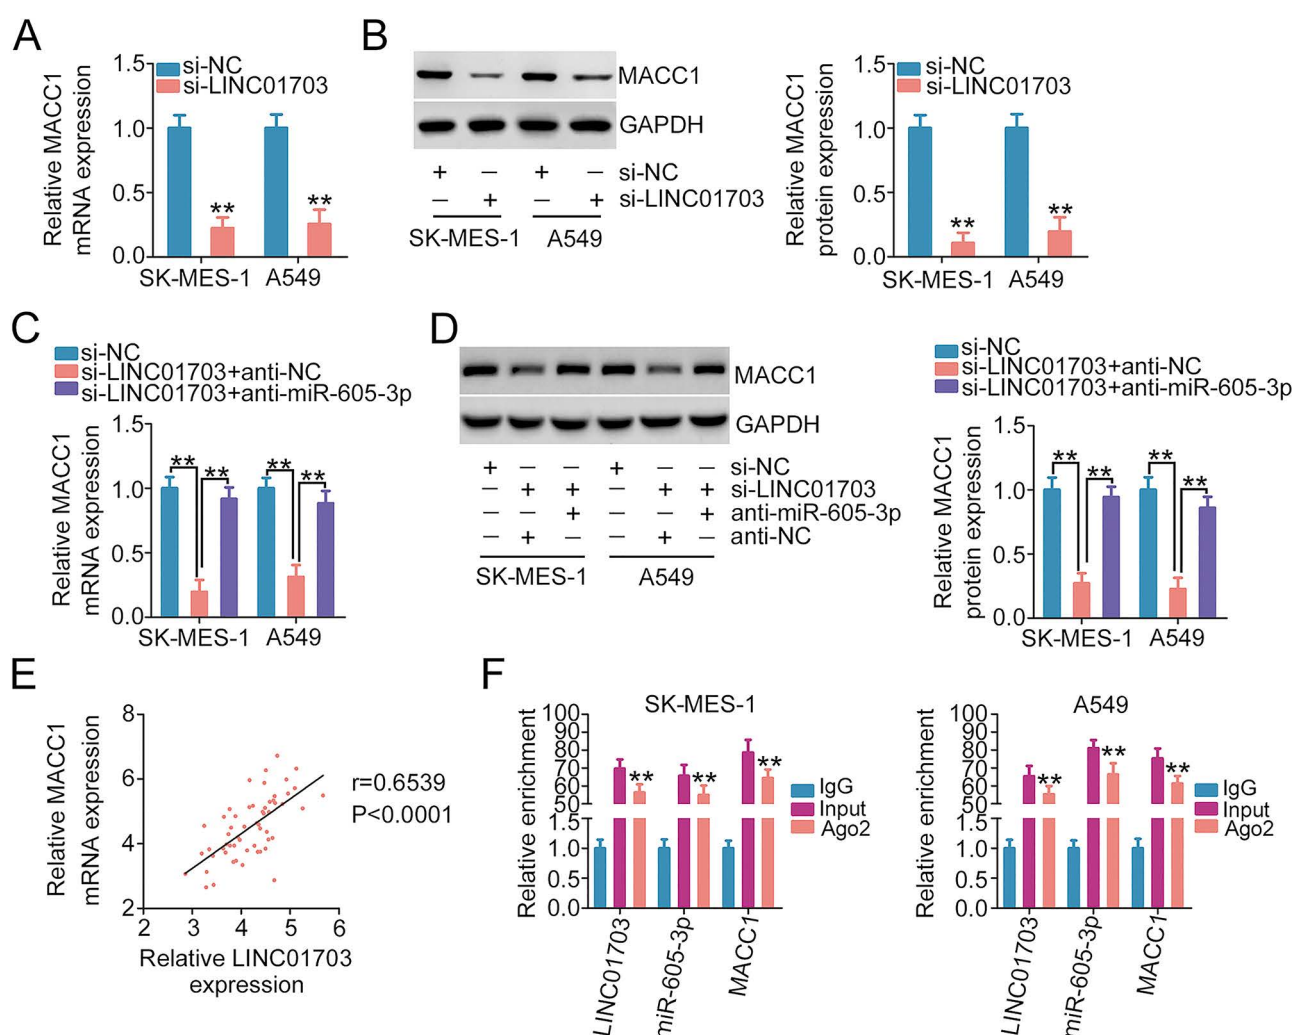 A
Relative MACC1
mRNA expression
1.5
1.0
0.5
0.0
si-NC
si-LINC01703
**
**
SK-MES-1 A549
B
MACC1
GAPDH
+ – + – si-NC
– + – + si-LINC01703
SK-MES-1 A549
Relative MACC1
protein expression
1.5
1.0
0.5
0.0
si-NC
si-LINC01703
**
**
SK-MES-1 A549
C
si-NC
si-LINC01703+anti-NC
si-LINC01703+anti-miR-605-3p
Relative MACC1
mRNA expression
1.5
1.0
0.5
0.0
** ** ** **
SK-MES-1 A549
D
MACC1
GAPDH
+ – – + – – si-NC
– + + – + + si-LINC01703
– – + – – + anti-miR-605-3p
– + – – + – anti-NC
SK-MES-1 A549
si-NC
si-LINC01703+anti-NC
si-LINC01703+anti-miR-605-3p
Relative MACC1
protein expression
1.5
1.0
0.5
0.0
** ** ** **
SK-MES-1 A549
E
Relative MACC1
mRNA expression
8
6
4
2
2 3 4 5 6
r=0.6539
P<0.0001
Relative LINC01703
expression
F
SK-MES-1
Relative enrichment
100
90
80
70
60
50
1.5
1.0
0.5
0.0
** ** **
LINC01703
miR-605-3p
MACC1
IgG
Input
Ago2
A549
Relative enrichment
100
90
80
70
60
50
1.5
1.0
0.5
0.0
** ** **
LINC01703
miR-605-3p
MACC1
IgG
Input
Ago2